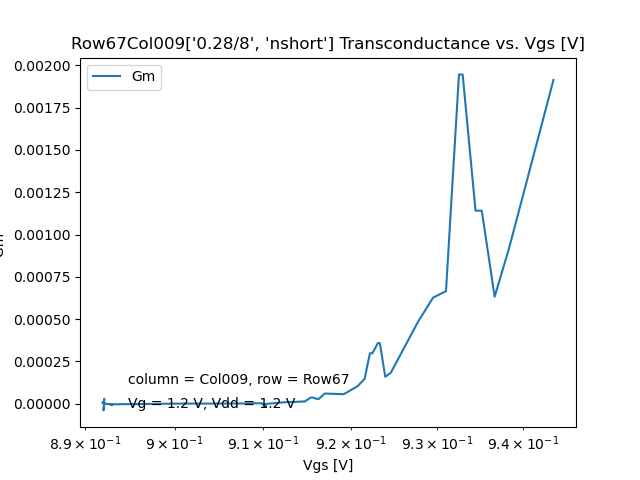 Row67Col009['0.28/8', 'nshort'] Transconductance vs. Vgs [V]
Gm
0.00200
0.00175
0.00150
0.00125
0.00100
0.00075
0.00050
0.00025
0.00000
column = Col009, row = Row67
Vg = 1.2 V, Vdd = 1.2 V
8.9 × 10⁻¹ 9 × 10⁻¹ 9.1 × 10⁻¹ 9.2 × 10⁻¹ 9.3 × 10⁻¹ 9.4 × 10⁻¹
Vgs [V]